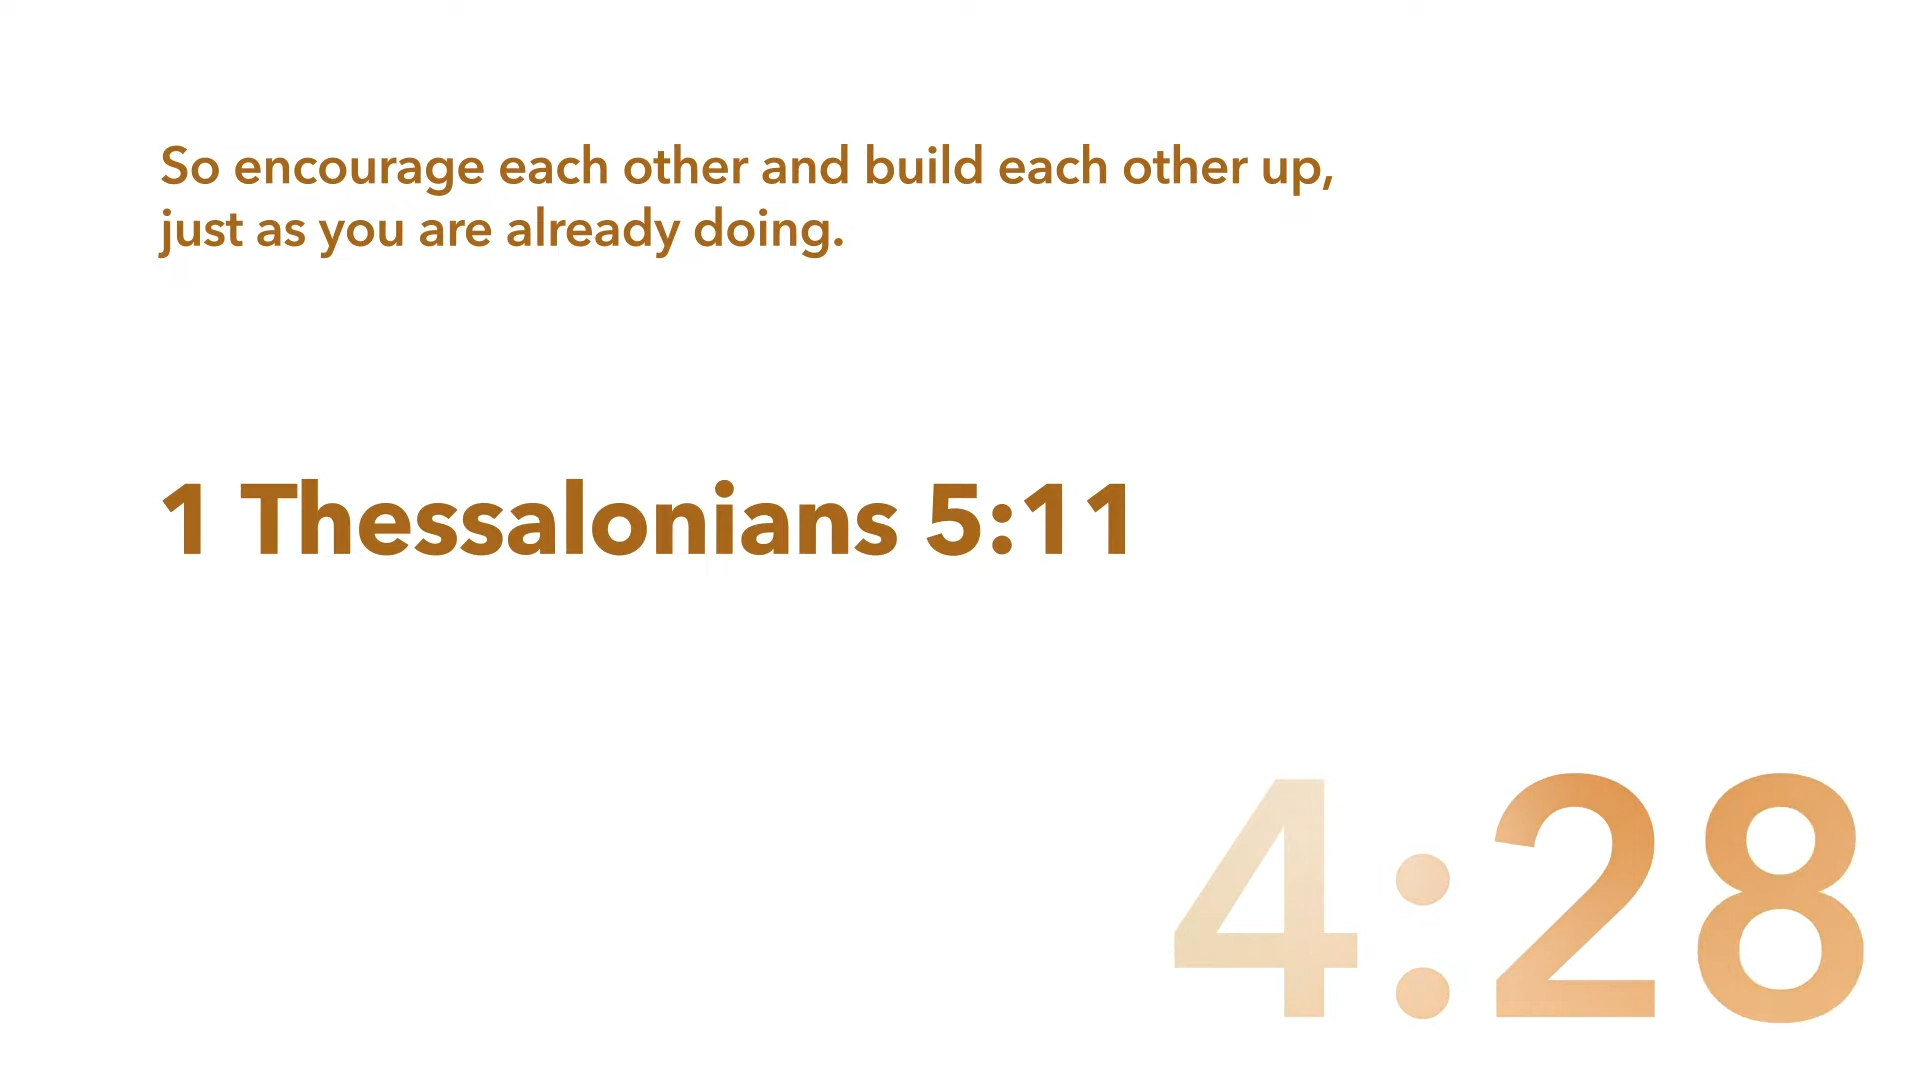 So encourage each other and build each other up,
just as you are already doing.
1 Thessalonians 5:11
4:28